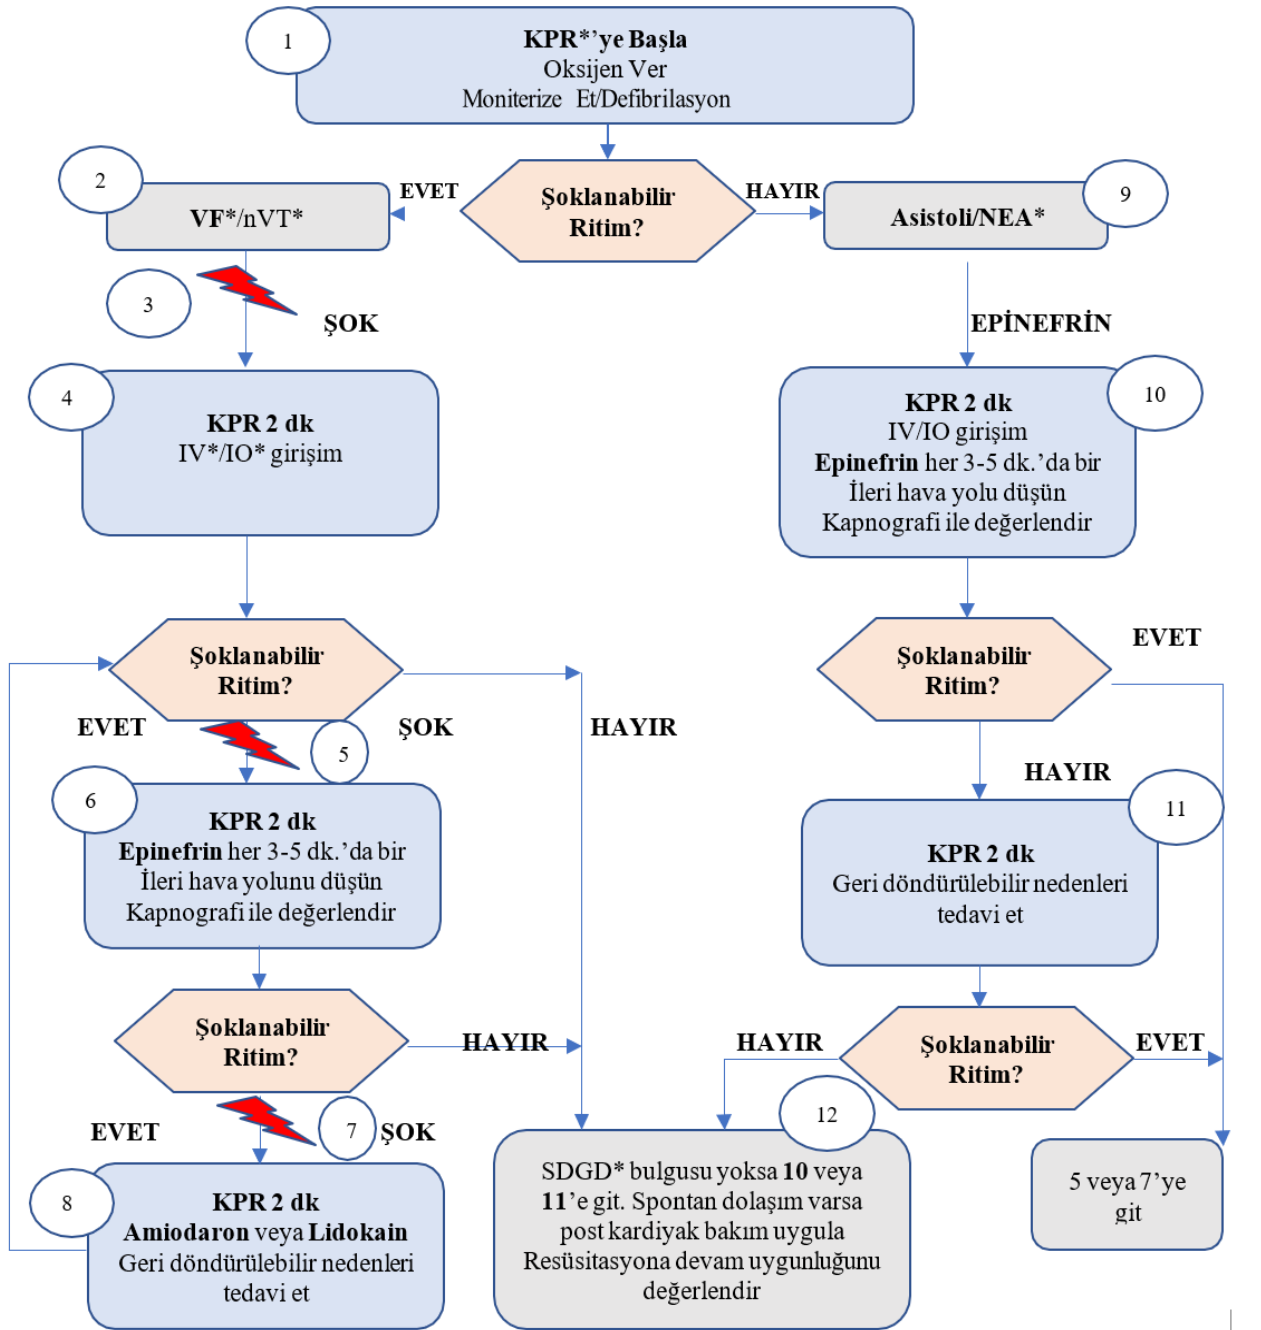 1
KPR*’ye Başla
Oksijen Ver
Moniterize Et/Defibrilasyon
Şoklanabilir
Ritim?
EVET
HAYIR
2
VF*/nVT*
9
Asistoli/NEA*
3
ŞOK
EPİNEFRİN
4
KPR 2 dk
IV*/IO* girişim
10
KPR 2 dk
IV/IO girişim
Epinefrin her 3-5 dk.’da bir
İleri hava yolu düşün
Kapnografi ile değerlendir
Şoklanabilir
Ritim?
EVET
ŞOK
HAYIR
5
Şoklanabilir
Ritim?
EVET
HAYIR
6
KPR 2 dk
Epinefrin her 3-5 dk.’da bir
İleri hava yolunu düşün
Kapnografi ile değerlendir
11
KPR 2 dk
Geri döndürülebilir nedenleri
tedavi et
Şoklanabilir
Ritim?
HAYIR
EVET
7
ŞOK
Şoklanabilir
Ritim?
HAYIR
EVET
8
KPR 2 dk
Amiodaron veya Lidokain
Geri döndürülebilir nedenleri
tedavi et
12
SDGD* bulgusu yoksa 10 veya
11’e git. Spontan dolaşım varsa
post kardiyak bakım uygula
Resüsitasyona devam uygunluğunu
değerlendir
5 veya 7’ye
git